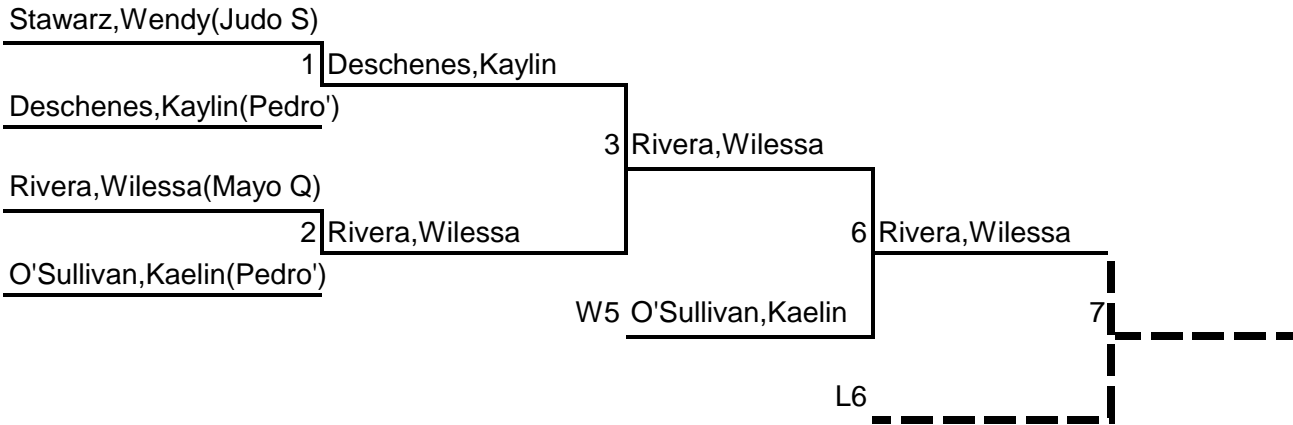 Stawarz,Wendy(Judo S)
1 Deschenes,Kaylin
Deschenes,Kaylin(Pedro')
3 Rivera,Wilessa
Rivera,Wilessa(Mayo Q)
2 Rivera,Wilessa
6 Rivera,Wilessa
O'Sullivan,Kaelin(Pedro')
W5 O'Sullivan,Kaelin
7
L6